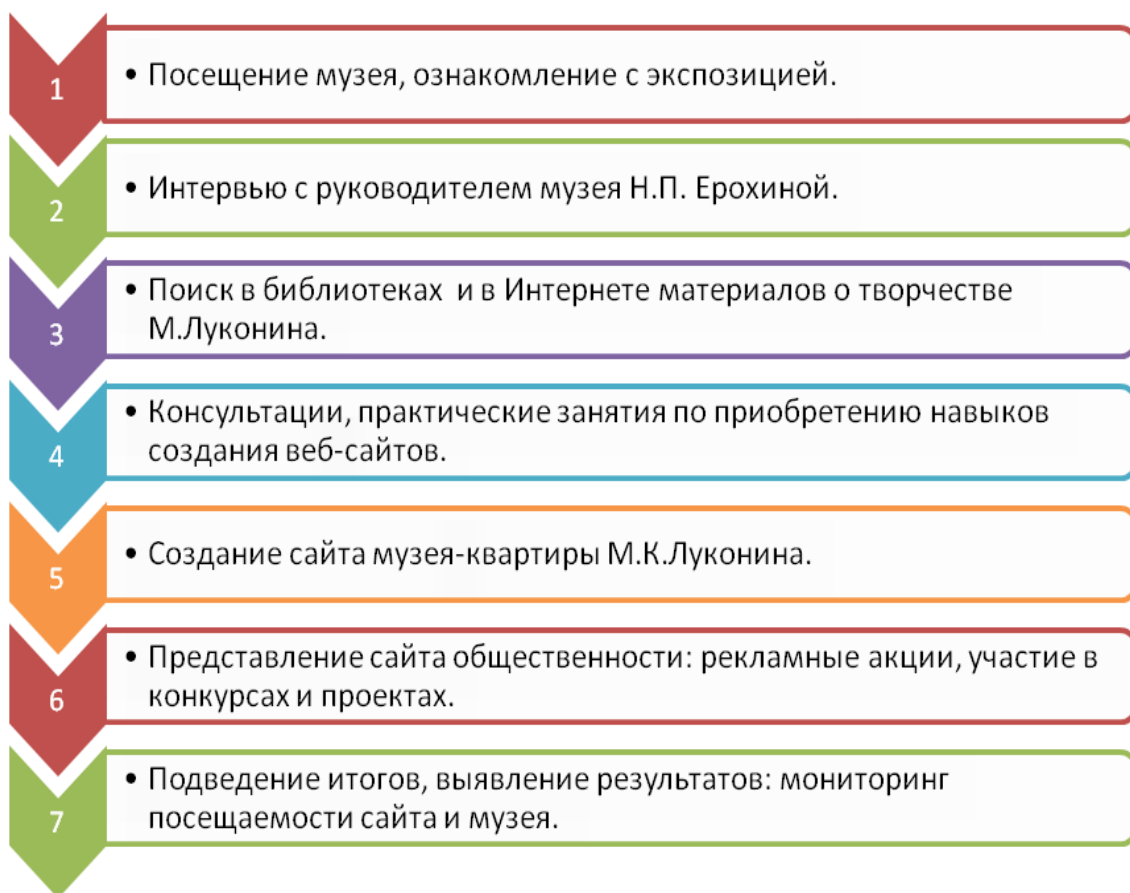 1
• Посещение музея, ознакомление с экспозицией.
2
• Интервью с руководителем музея Н.П. Ерохиной.
3
• Поиск в библиотеках и в Интернете материалов о творчестве
М.Луконина.
4
• Консультации, практические занятия по приобретению навыков
создания веб-сайтов.
5
• Создание сайта музея-квартиры М.К.Луконина.
6
• Представление сайта общественности: рекламные акции, участие в
конкурсах и проектах.
7
• Подведение итогов, выявление результатов: мониторинг
посещаемости сайта и музея.